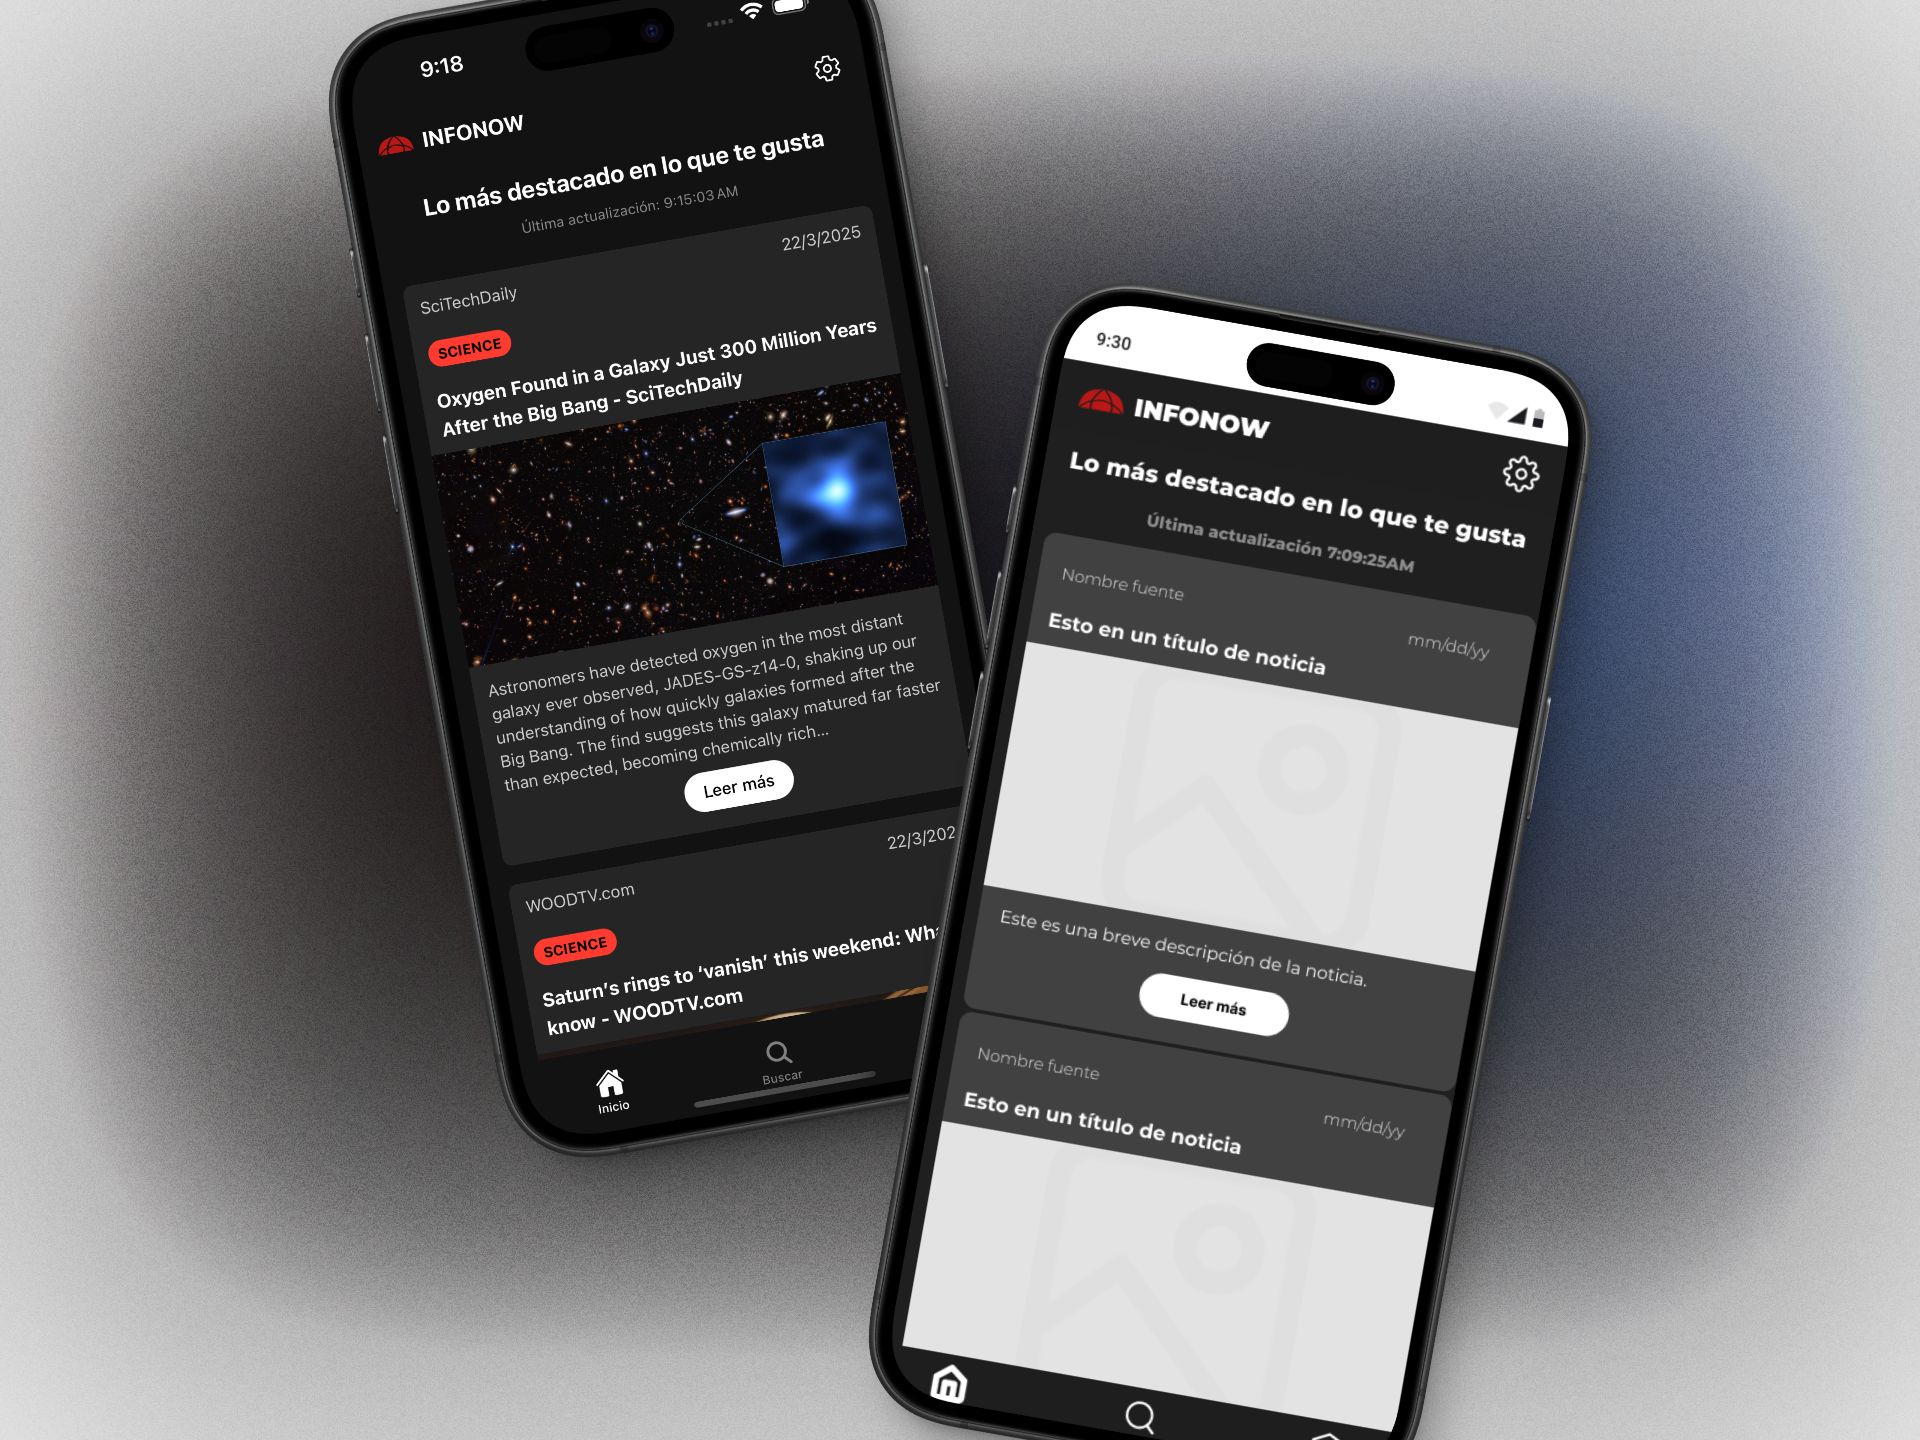 9:18
INFONOW
Lo más destacado en lo que te gusta
Última actualización: 9:15:03 AM
22/3/2025
SciTechDaily
SCIENCE
Oxygen Found in a Galaxy Just 300 Million Years
After the Big Bang - SciTechDaily
Astronomers have detected oxygen in the most distant
galaxy ever observed, JADES-GS-z14-0, shaking up our
understanding of how quickly galaxies formed after the
Big Bang. The find suggests this galaxy matured far faster
than expected, becoming chemically rich...
Leer más
22/3/202
WOODTV.com
SCIENCE
Saturn's rings to ‘vanish’ this weekend: Wha
know - WOODTV.com
Inicio
Buscar
9:30
INFONOW
Lo más destacado en lo que te gusta
Última actualización 7:09:25AM
Nombre fuente
mm/dd/yy
Esto en un título de noticia
Este es una breve descripción de la noticia.
Leer más
Nombre fuente
mm/dd/yy
Esto en un título de noticia